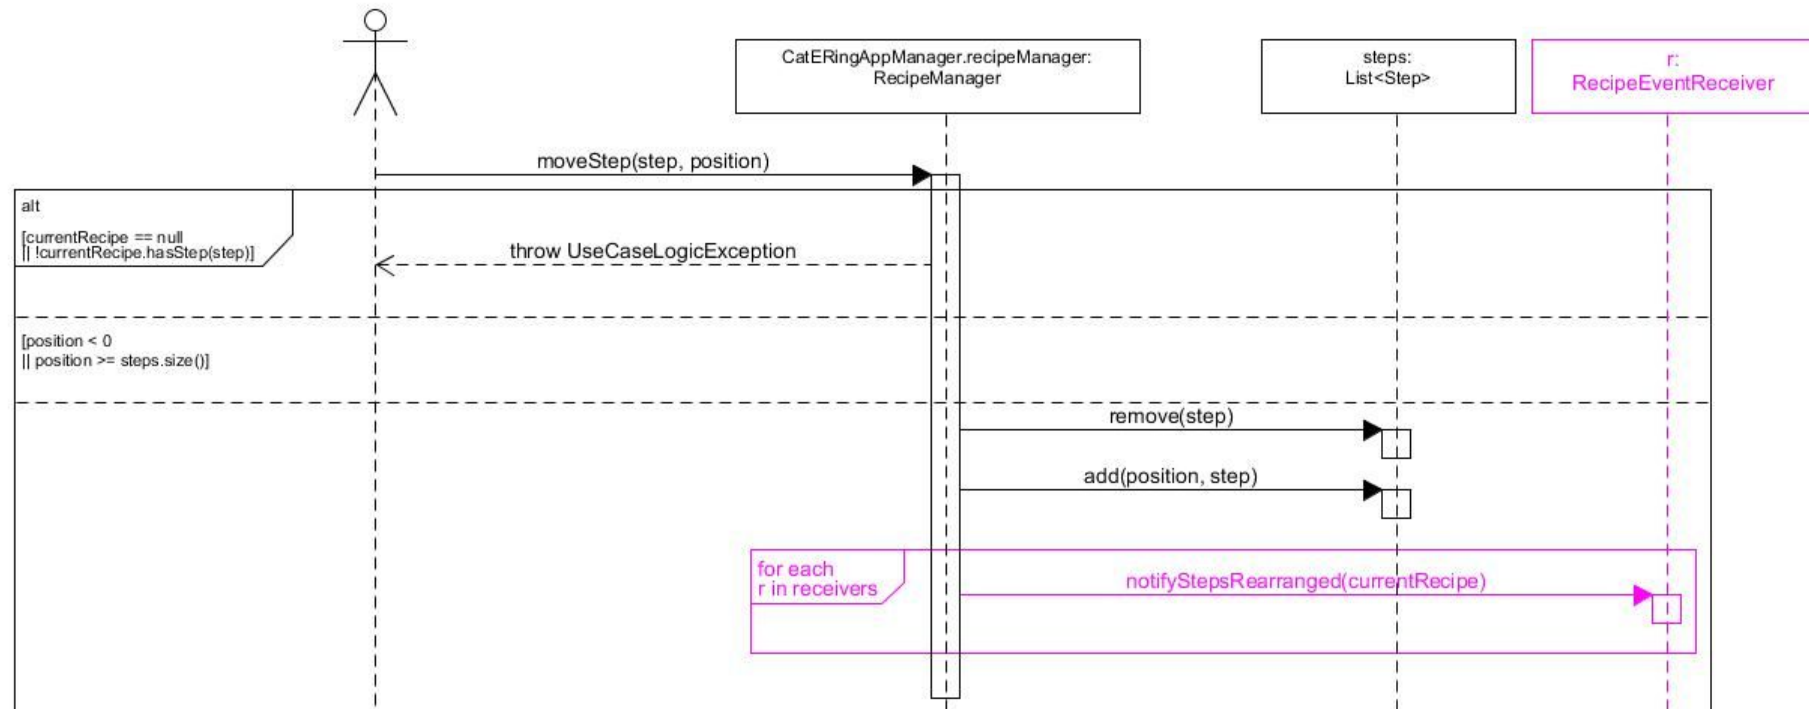 CatERingAppManager.recipeManager:
RecipeManager
steps:
List<Step>
r:
RecipeEventReceiver
moveStep(step, position)
alt
[currentRecipe == null
|| !currentRecipe.hasStep(step)]
throw UseCaseLogicException
[position < 0
|| position >= steps.size()]
remove(step)
add(position, step)
for each
r in receivers
notifyStepsRearranged(currentRecipe)